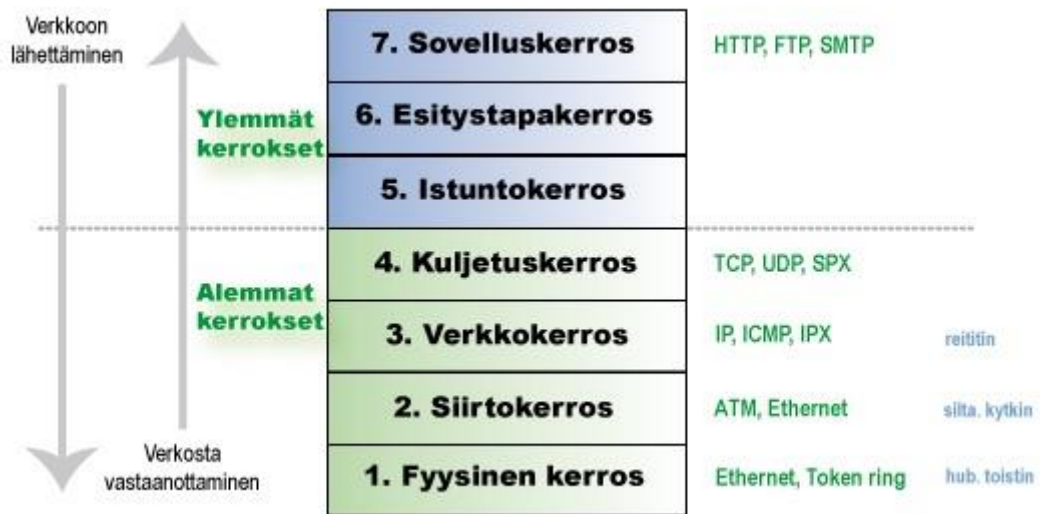 Verkkoon
lähettäminen
7. Sovelluskerros
HTTP, FTP, SMTP
Ylemmät
kerrokset
6. Esitystapakerros
5. Istuntokerros
4. Kuljetuskerros
TCP, UDP, SPX
Alemmat
kerrokset
3. Verkkokerros
IP, ICMP, IPX
reititin
2. Siirtokerros
ATM, Ethernet
silta. kytkin
Verkosta
vastaanottaminen
1. Fyysinen kerros
Ethernet, Token ring
hub. toistin